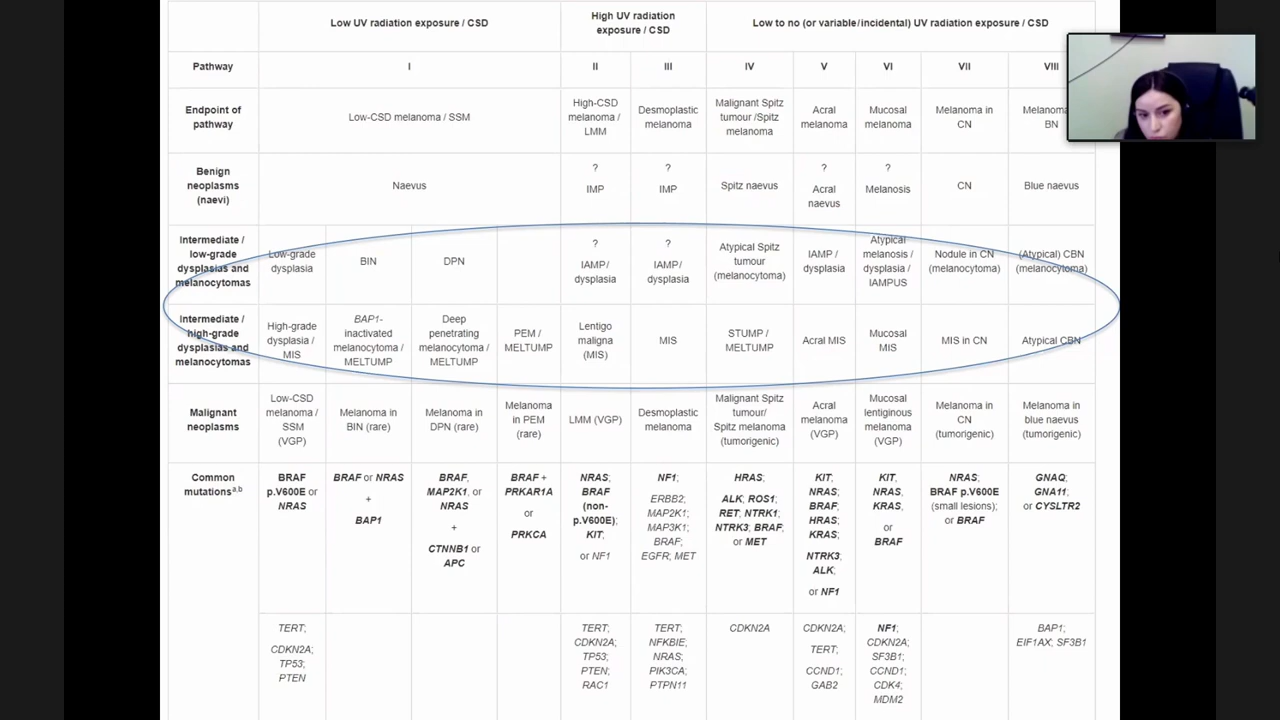 Low UV radiation exposure / CSD
High UV radiation
exposure / CSD
Low to no (or variable/incidental) UV radiation exposure / CSD
Pathway
I
II
III
IV
V
VI
VII
VIII
Endpoint of
pathway
Low-CSD melanoma / SSM
High-CSD
melanoma /
LMM
Desmoplastic
melanoma
Malignant Spitz
tumour /Spitz
melanoma
Acral
melanoma
Mucosal
melanoma
Melanoma in
CN
BN
Benign
neoplasms
(naevi)
Naevus
?
IMP
?
IMP
Spitz naevus
?
Acral
naevus
?
Melanosis
CN
Blue naevus
Intermediate /
low-grade
dysplasias and
melanocytomas
Low-grade
dysplasia
BIN
DPN
?
IAMP/
dysplasia
?
IAMP/
dysplasia
Atypical Spitz
tumour
(melanocytoma)
IAMP /
dysplasia
Atypical
melanosis /
dysplasia /
IAMPUS
Nodule in CN
(melanocytoma)
(Atypical) CBN
(melanocytoma)
Intermediate /
high-grade
dysplasias and
melanocytomas
High-grade
dysplasia /
MIS
BAP1-
inactivated
melanocytoma /
MELTUMP
Deep
penetrating
melanocytoma /
MELTUMP
PEM /
MELTUMP
Lentigo
maligna
(MIS)
MIS
STUMP /
MELTUMP
Acral MIS
Mucosal
MIS
MIS in CN
Atypical CBN
Malignant
neoplasms
Low-CSD
melanoma /
SSM
(VGP)
Melanoma in
BIN (rare)
Melanoma in
DPN (rare)
Melanoma
in PEM
(rare)
LMM (VGP)
Desmoplastic
melanoma
Malignant Spitz
tumour/
Spitz melanoma
(tumorigenic)
Acral
melanoma
(VGP)
Mucosal
lentiginous
melanoma
(VGP)
Melanoma in
CN
(tumorigenic)
Melanoma in
blue naevus
(tumorigenic)
Common
mutationsa,b
BRAF
p.V600E or
NRAS
BRAF or NRAS
+
BAP1
BRAF,
MAP2K1, or
NRAS
+
CTNNB1 or
APC
BRAF +
PRKAR1A
or
PRKCA
NRAS;
BRAF
(non-
p.V600E);
KIT;
or NF1
NF1;
ERBB2;
MAP2K1;
MAP3K1;
BRAF;
EGFR; MET
HRAS;
ALK; ROS1;
RET; NTRK1;
NTRK3; BRAF;
or MET
KIT;
NRAS;
BRAF;
HRAS;
KRAS;
NTRK3;
ALK;
or NF1
KIT,
NRAS;
KRAS;
or
BRAF
NRAS;
BRAF p.V600E
(small lesions);
or BRAF
GNAQ;
GNA11;
or CYSLTR2
TERT;
CDKN2A;
TP53;
PTEN
TERT;
CDKN2A;
TP53;
PTEN;
RAC1
TERT;
NFKBIE,
NRAS;
PIK3CA;
PTPN11
CDKN2A
CDKN2A;
TERT;
CCND1;
GAB2
NF1;
CDKN2A;
SF3B1;
CCND1;
CDK4;
MDM2
BAP1;
EIF1AX; SF3B1